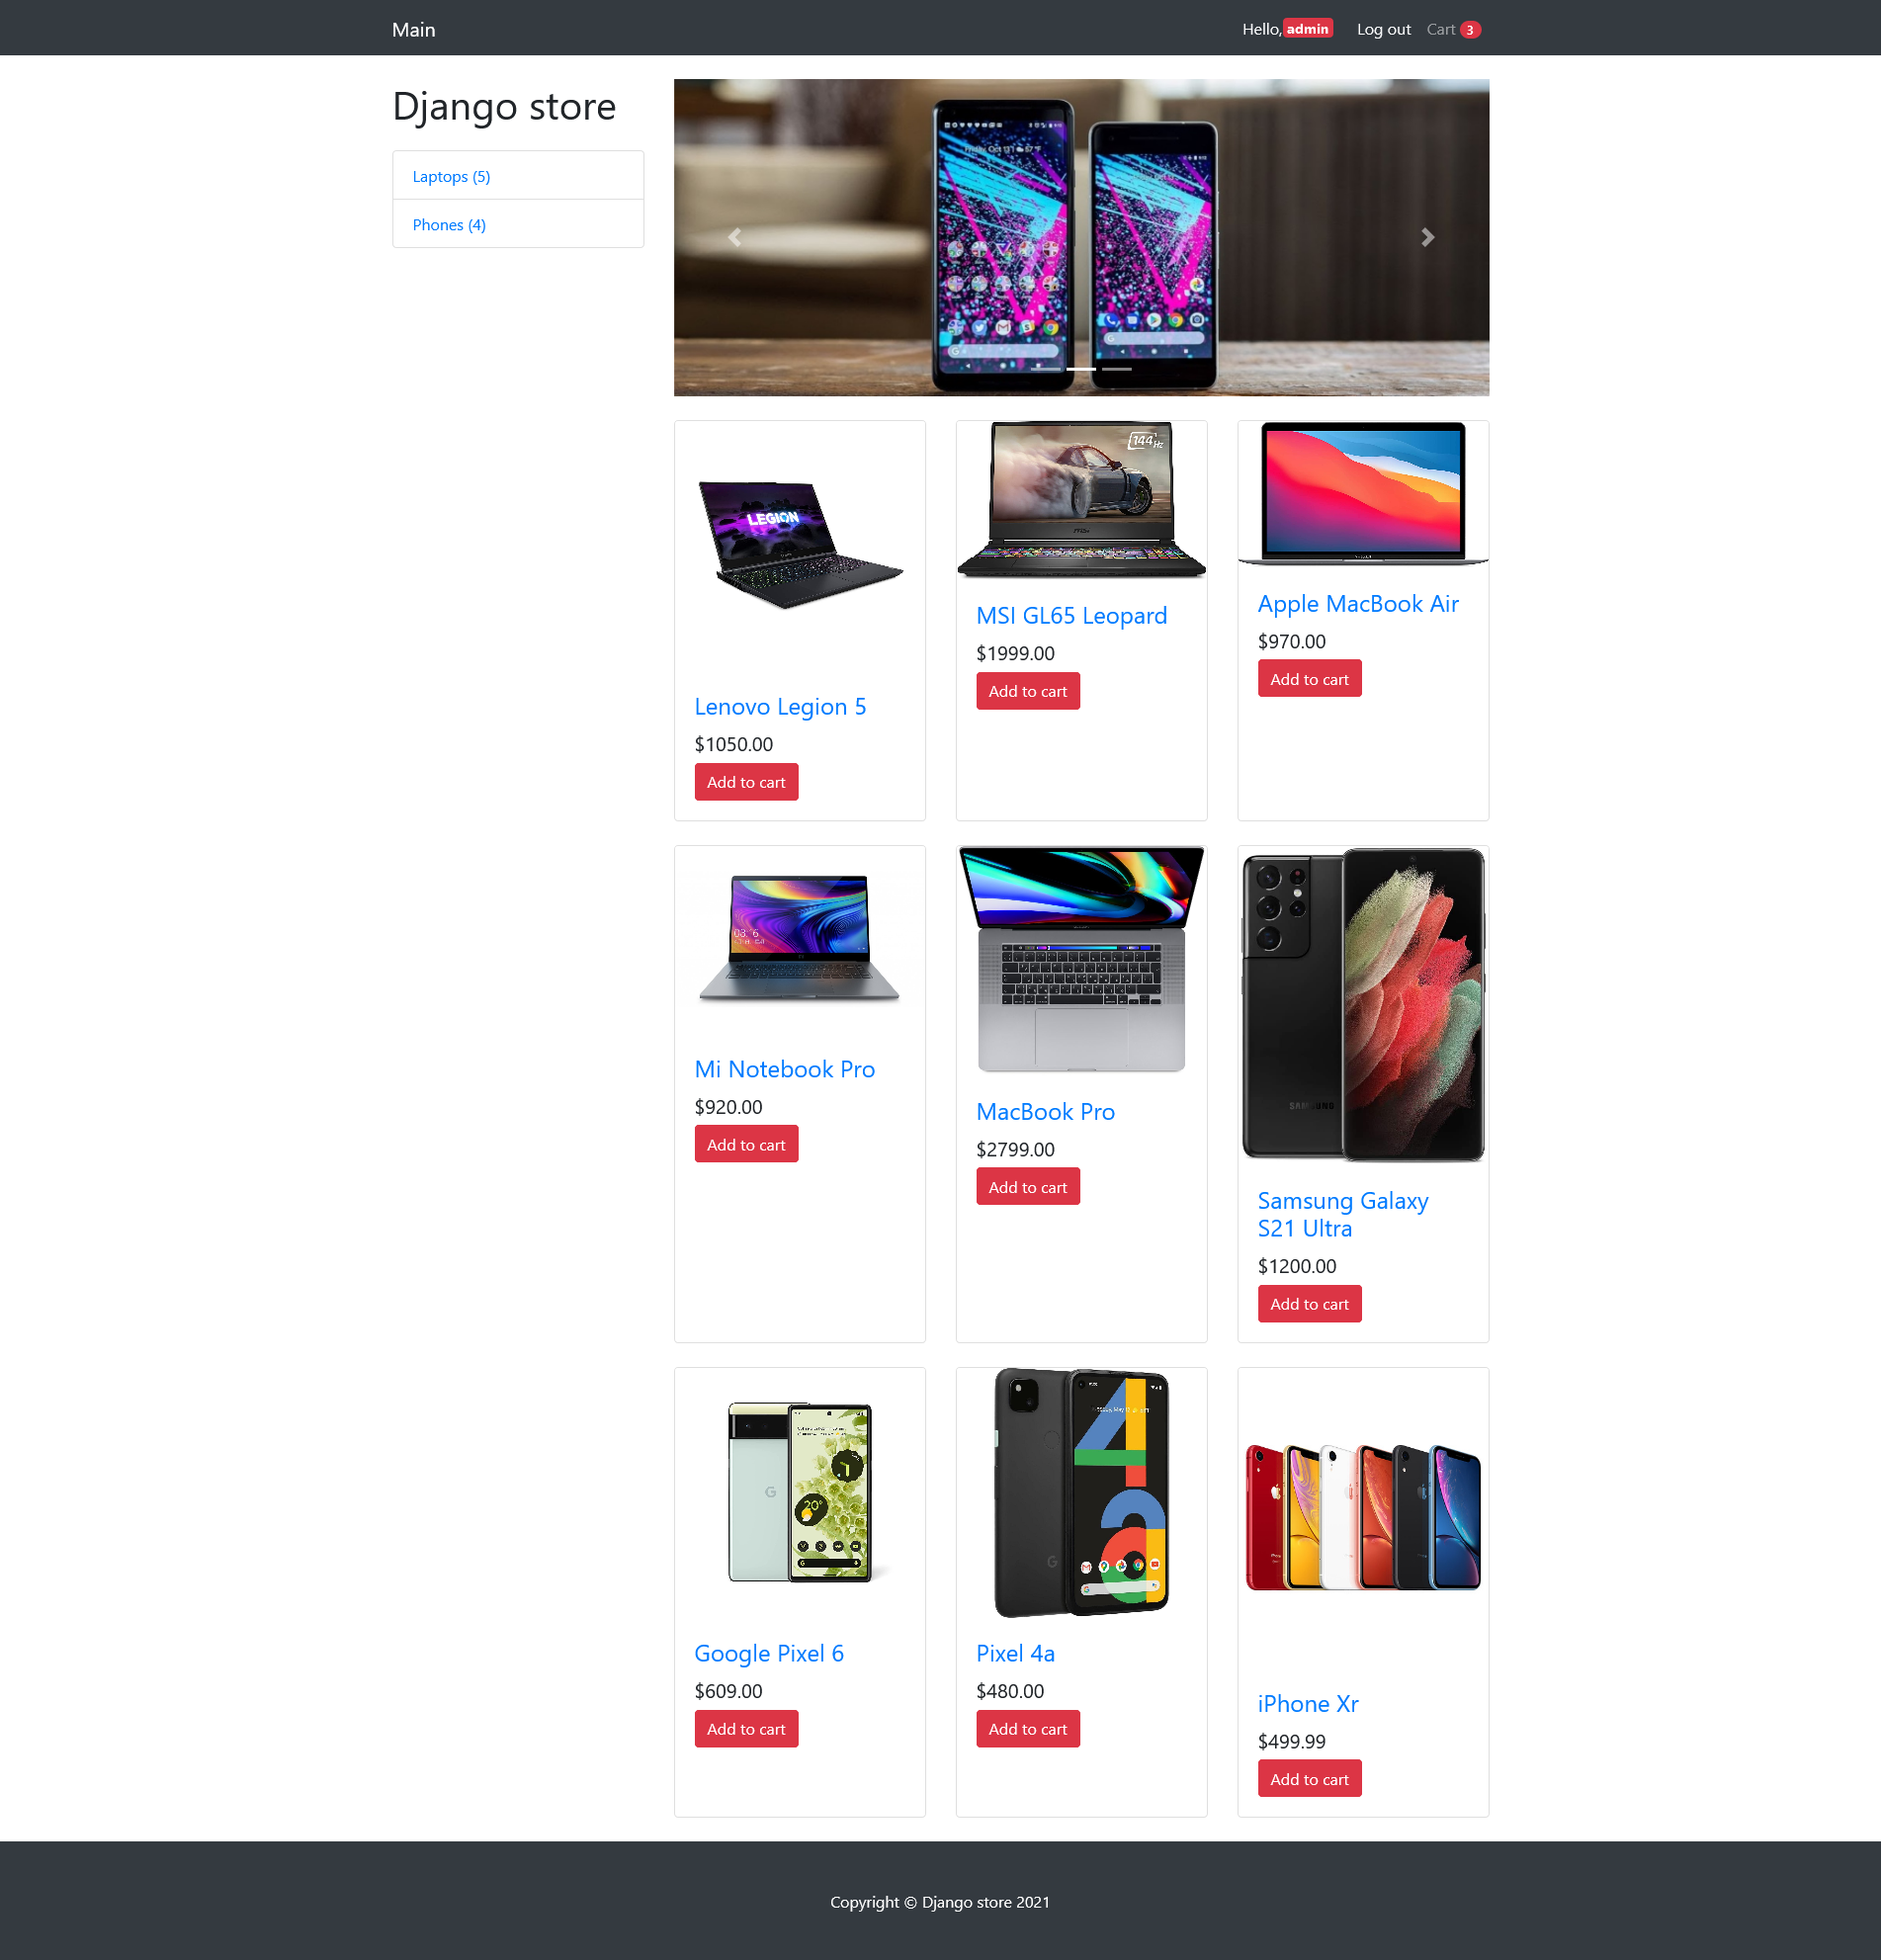 Main
Hello, admin
Log out
Cart 3
Django store
Laptops (5)
Phones (4)
LEGION
Lenovo Legion 5
$1050.00
Add to cart
144Hz
msi
MSI GL65 Leopard
$1999.00
Add to cart
Apple MacBook Air
$970.00
Add to cart
Mi Notebook Pro
$920.00
Add to cart
MacBook Pro
$2799.00
Add to cart
SAMSUNG
Samsung Galaxy
S21 Ultra
$1200.00
Add to cart
G
20°
Google Pixel 6
$609.00
Add to cart
G
Pixel 4a
$480.00
Add to cart
iPhone Xr
$499.99
Add to cart
Copyright © Django store 2021